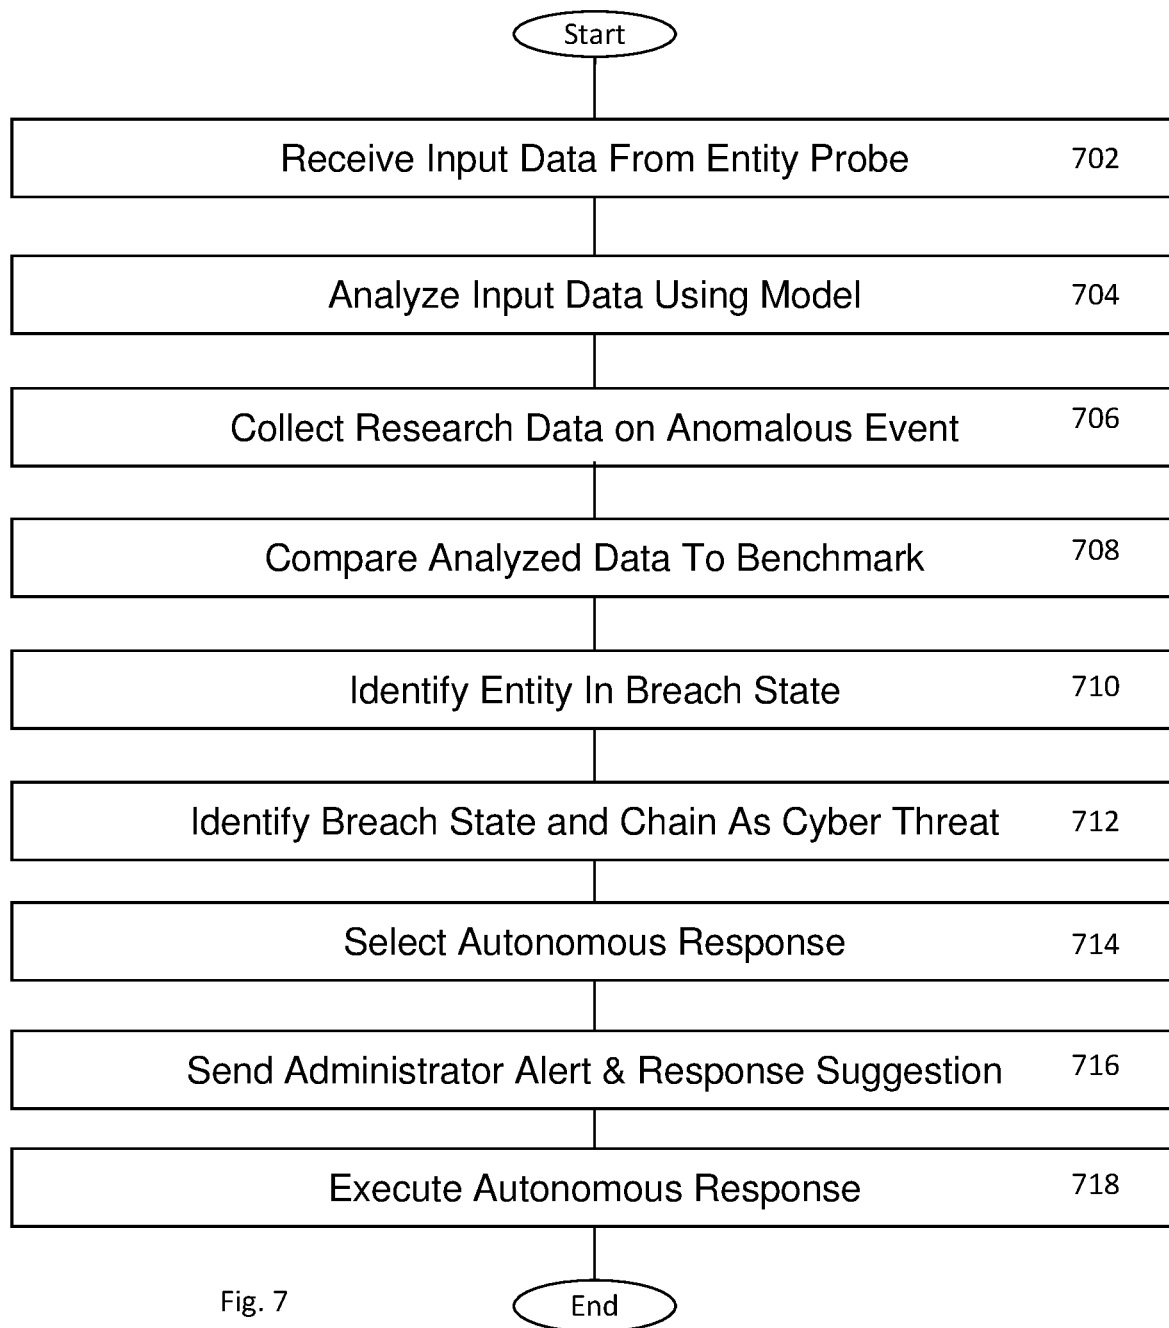 Start
Receive Input Data From Entity Probe 702
Analyze Input Data Using Model 704
Collect Research Data on Anomalous Event 706
Compare Analyzed Data To Benchmark 708
Identify Entity In Breach State 710
Identify Breach State and Chain As Cyber Threat 712
Select Autonomous Response 714
Send Administrator Alert & Response Suggestion 716
Execute Autonomous Response 718
Fig. 7
End